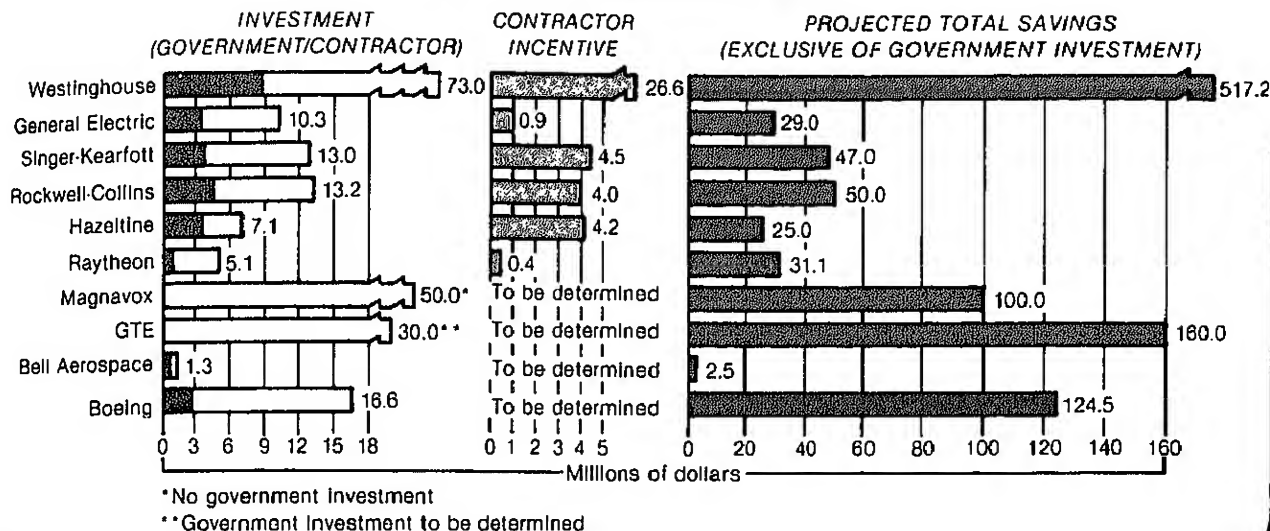 INVESTMENT CONTRACTOR PROJECTED TOTAL SAVINGS
(GOVERNMENT/CONTRACTOR) INCENTIVE (EXCLUSIVE OF GOVERNMENT INVESTMENT)
Westinghouse 73.0 26.6 517.2
General Electric 10.3 0.9 29.0
Singer-Kearfott 13.0 4.5 47.0
Rockwell-Collins 13.2 4.0 50.0
Hazeltine 7.1 4.2 25.0
Raytheon 5.1 0.4 31.1
Magnavox 50.0* To be determined 100.0
GTE 30.0** To be determined 160.0
Bell Aerospace 1.3 To be determined 2.5
Boeing 16.6 To be determined 124.5
0 3 6 9 12 15 18 0 1 2 3 4 5 0 20 40 60 80 100 120 140 160
Millions of dollars
*No government investment
**Government investment to be determined